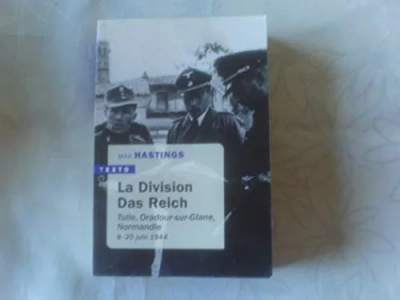 MAX HASTINGS
TEXTO
La Division
Das Reich
Tulle, Oradour-sur-Glane,
Normandie
8-20 juin 1944